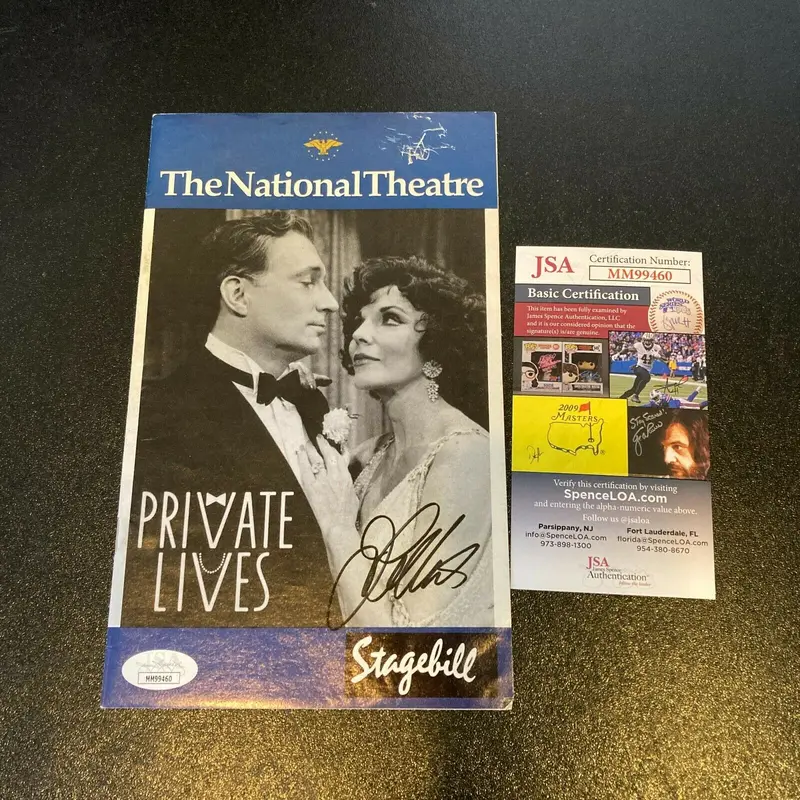 The National Theatre
PRIVATE
LIVES
Stagebill
MM99460
JSA
Certification Number:
MM99460
Basic Certification
This item has been fully examined by
James Spence Authentication, LLC
and it is our considered opinion that the
signature(s) is/are genuine.
2009
MASTERS
Verify this certification by visiting
SpenceLOA.com
and entering the alpha-numeric value above.
Follow us @jsaloa
Parsippany, NJ
info@SpenceLOA.com
973-898-1300
Fort Lauderdale, FL
florida@SpenceLOA.com
954-380-8670
JSA
James Spence
Authentication